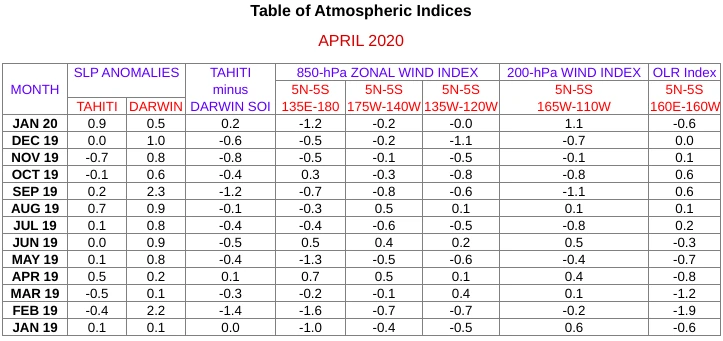 Table of Atmospheric Indices
APRIL 2020
MONTH SLP ANOMALIES TAHITI minus DARWIN SOI 850-hPa ZONAL WIND INDEX 200-hPa WIND INDEX OLR Index
5N-5S 5N-5S 5N-5S 5N-5S 5N-5S
TAHITI DARWIN 135E-180 175W-140W 135W-120W 165W-110W 160E-160W
JAN 20 0.9 0.5 0.2 -1.2 -0.2 -0.0 1.1 -0.6
DEC 19 0.0 1.0 -0.6 -0.5 -0.2 -1.1 -0.7 0.0
NOV 19 -0.7 0.8 -0.8 -0.5 -0.1 -0.5 -0.1 0.1
OCT 19 -0.1 0.6 -0.4 0.3 -0.3 -0.8 -0.8 0.6
SEP 19 0.2 2.3 -1.2 -0.7 -0.8 -0.6 -1.1 0.6
AUG 19 0.7 0.9 -0.1 -0.3 0.5 0.1 0.1 0.1
JUL 19 0.1 0.8 -0.4 -0.4 -0.6 -0.5 -0.8 0.2
JUN 19 0.0 0.9 -0.5 0.5 0.4 0.2 0.5 -0.3
MAY 19 0.1 0.8 -0.4 -1.3 -0.5 -0.6 -0.4 -0.7
APR 19 0.5 0.2 0.1 0.7 0.5 0.1 0.4 -0.8
MAR 19 -0.5 0.1 -0.3 -0.2 -0.1 0.4 0.1 -1.2
FEB 19 -0.4 2.2 -1.4 -1.6 -0.7 -0.7 -0.2 -1.9
JAN 19 0.1 0.1 0.0 -1.0 -0.4 -0.5 0.6 -0.6